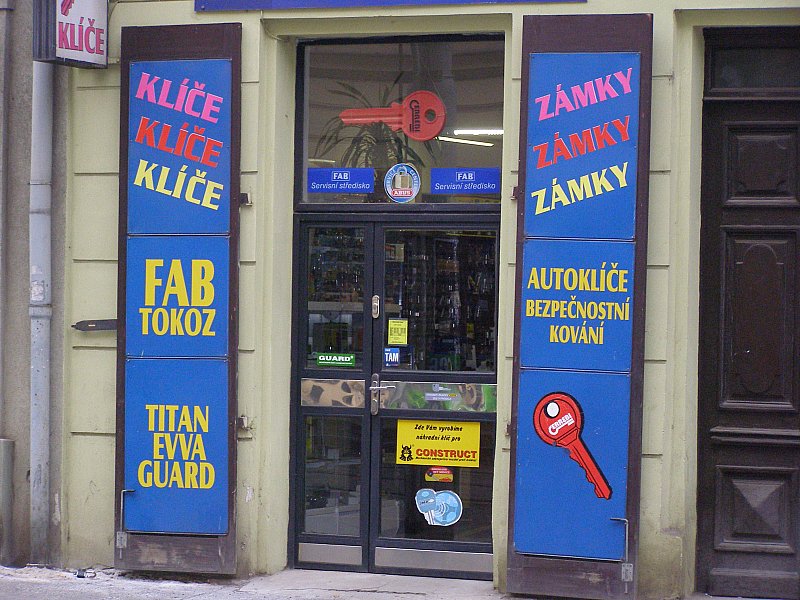 KLÍČE
KLÍČE
KLÍČE
KLÍČE
FAB
TOKOZ
TITAN
EVVA
GUARD
CERBERI
FAB
Servisní středisko
ABUS
FAB
Servisní středisko
GUARD
TAM
Zde Vám vyrobíme
náhradní klíč pro
CONSTRUCT
ZÁMKY
ZÁMKY
ZÁMKY
AUTOKLÍČE
BEZPEČNOSTNÍ
KOVÁNÍ